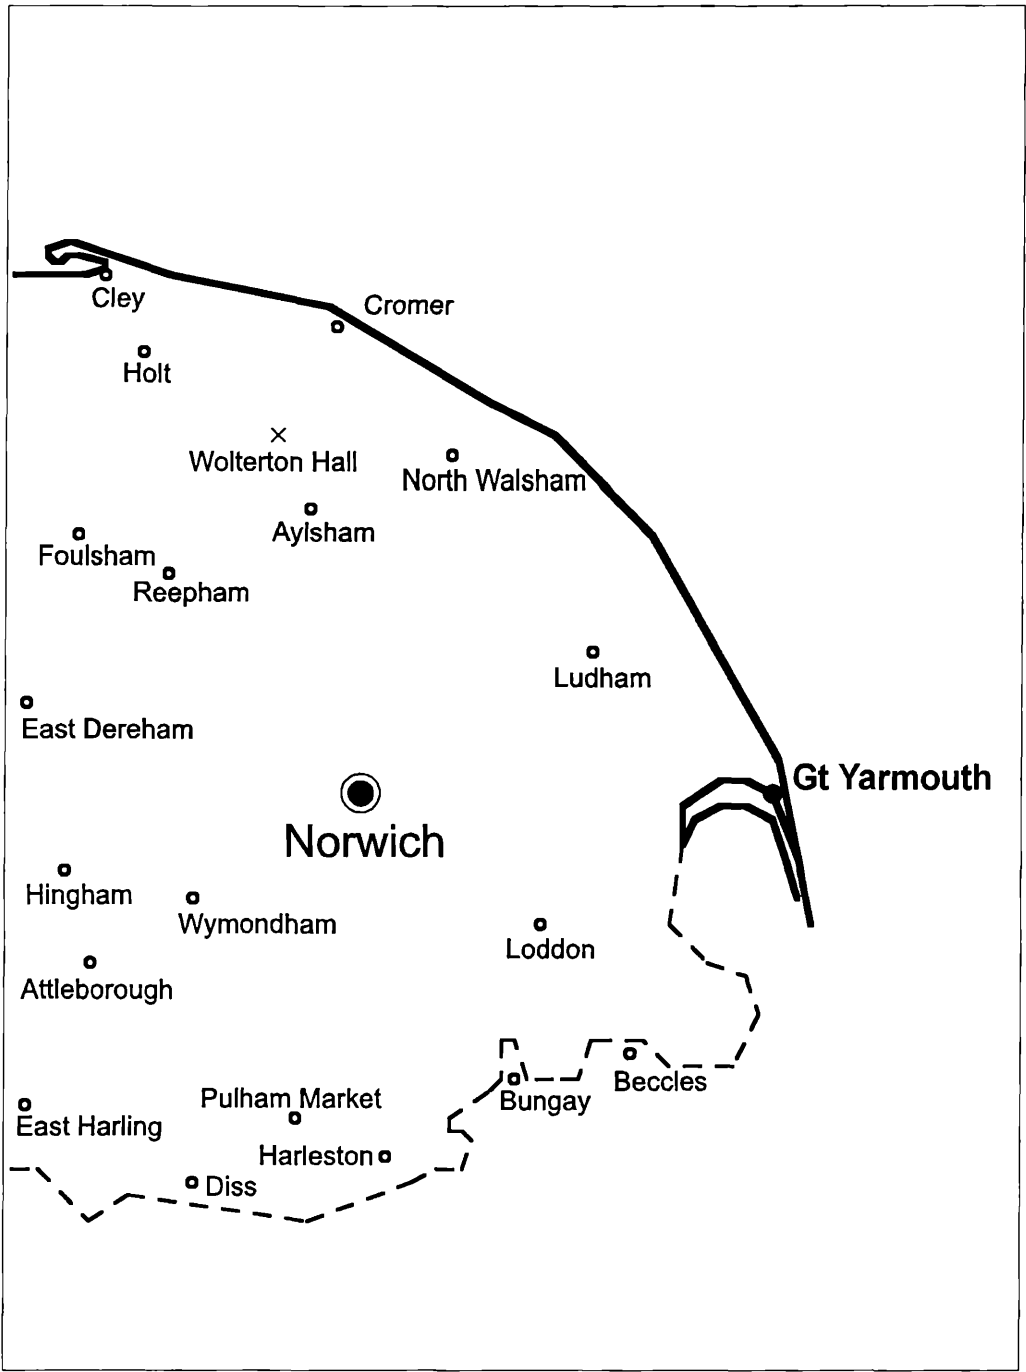 Cley
Cromer
Holt
Wolterton Hall
North Walsham
Aylsham
Foulsham
Reepham
Ludham
East Dereham
Gt Yarmouth
Norwich
Hingham
Wymondham
Loddon
Attleborough
Beccles
Pulham Market
Bungay
East Harling
Harleston
Diss